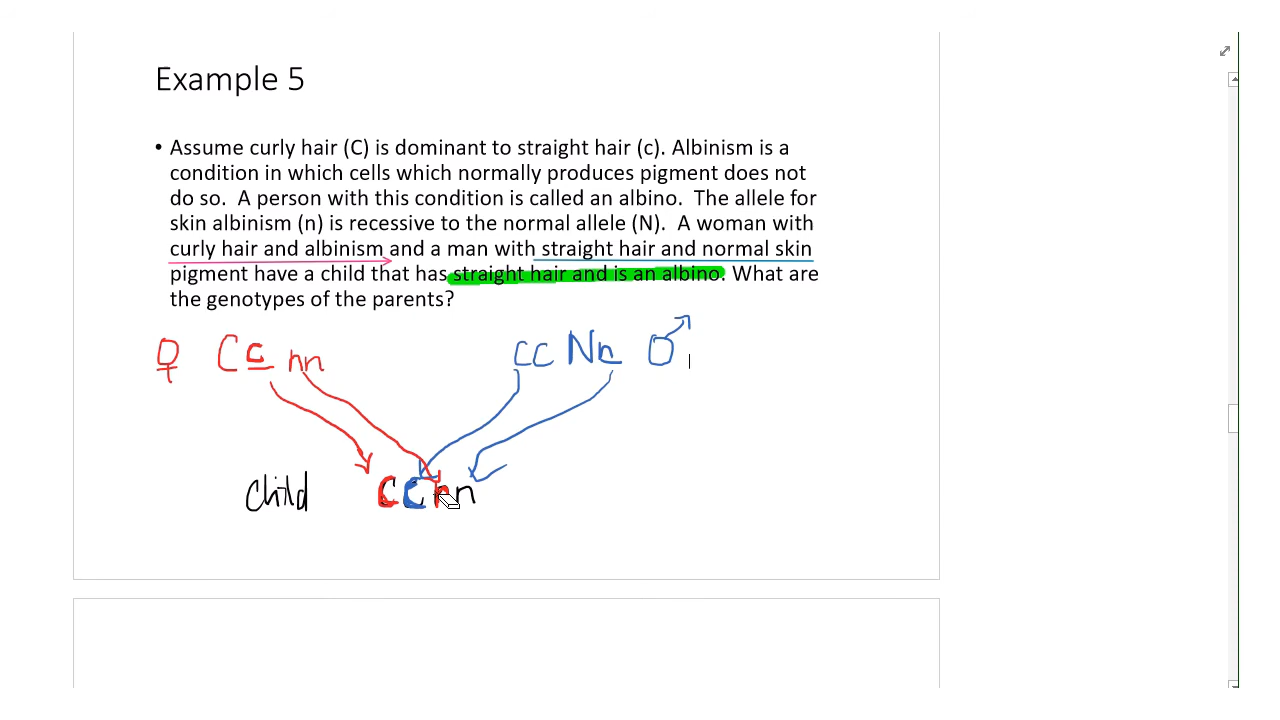 Example 5
• Assume curly hair (C) is dominant to straight hair (c). Albinism is a
condition in which cells which normally produces pigment does not
do so. A person with this condition is called an albino. The allele for
skin albinism (n) is recessive to the normal allele (N). A woman with
curly hair and albinism and a man with straight hair and normal skin
pigment have a child that has straight hair and is an albino. What are
the genotypes of the parents?
♀ Cc nn cc Nn ♂
Child cc nn